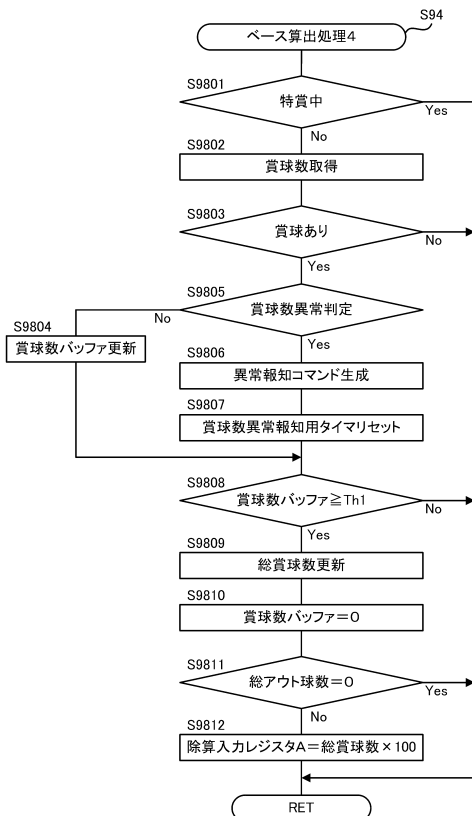 S94
ベース算出処理4
S9801
特賞中
Yes
No
S9802
賞球数取得
S9803
賞球あり
No
Yes
S9805
賞球数異常判定
No
S9804
賞球数バッファ更新
Yes
S9806
異常報知コマンド生成
S9807
賞球数異常報知用タイマリセット
S9808
賞球数バッファ≧Th1
No
Yes
S9809
総賞球数更新
S9810
賞球数バッファ=0
S9811
総アウト球数=0
Yes
No
S9812
除算入力レジスタA=総賞球数×100
RET